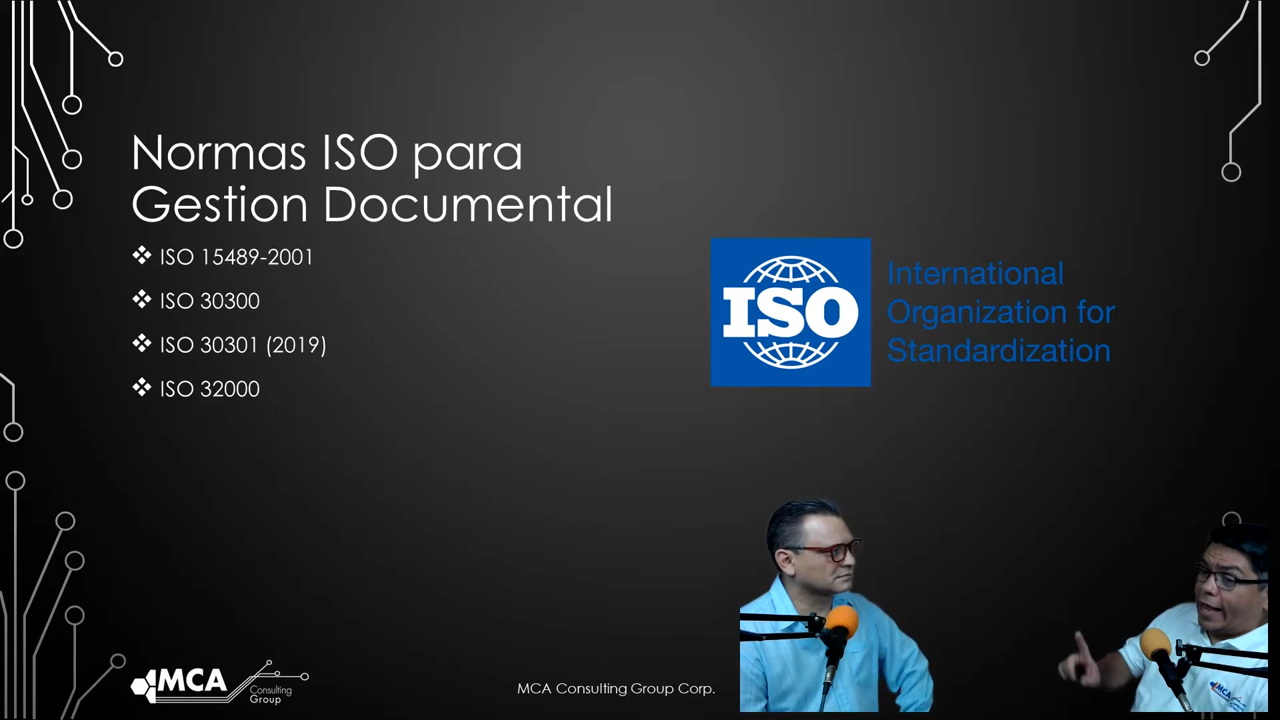 Normas ISO para
Gestion Documental
❖ ISO 15489-2001
❖ ISO 30300
❖ ISO 30301 (2019)
❖ ISO 32000
ISO
International
Organization for
Standardization
MCA
Consulting
Group
MCA Consulting Group Corp.
MCA